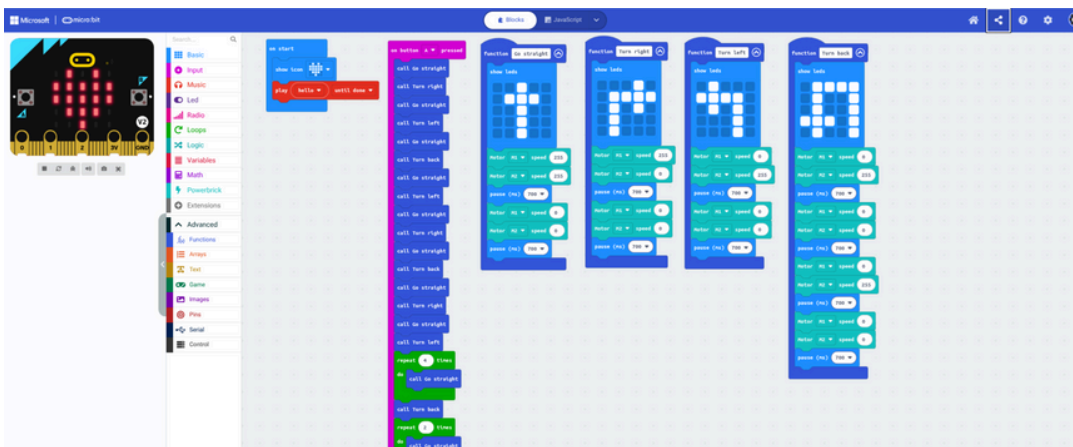 Microsoft micro:bit
Blocks
JavaScript
Search...
Basic
Input
Music
Led
Radio
Loops
Logic
Variables
Math
Powerbrick
Extensions
Advanced
Functions
Arrays
Text
Game
Images
Pins
Serial
Control
V2
0 1 2 3V GND
on start
show icon
play hello until done
on button A pressed
call Go straight
call Turn right
call Go straight
call Turn left
call Go straight
call Turn back
call Go straight
call Turn left
call Go straight
call Turn right
call Go straight
call Turn back
call Go straight
call Turn right
call Go straight
call Turn left
repeat 4 times
do call Go straight
call Turn back
repeat 2 times
do call Go straight
function Go straight
show leds
Motor M1 speed 255
Motor M2 speed 255
pause (ms) 700
Motor M1 speed 0
Motor M2 speed 0
pause (ms) 700
function Turn right
show leds
Motor M1 speed 255
Motor M2 speed 0
pause (ms) 700
Motor M1 speed 0
Motor M2 speed 0
pause (ms) 700
function Turn left
show leds
Motor M1 speed 0
Motor M2 speed 255
pause (ms) 700
Motor M1 speed 0
Motor M2 speed 0
pause (ms) 700
function Turn back
show leds
Motor M1 speed 0
Motor M2 speed 255
pause (ms) 700
Motor M1 speed 0
Motor M2 speed 0
pause (ms) 700
Motor M1 speed 0
Motor M2 speed 255
pause (ms) 700
Motor M1 speed 0
Motor M2 speed 0
pause (ms) 700